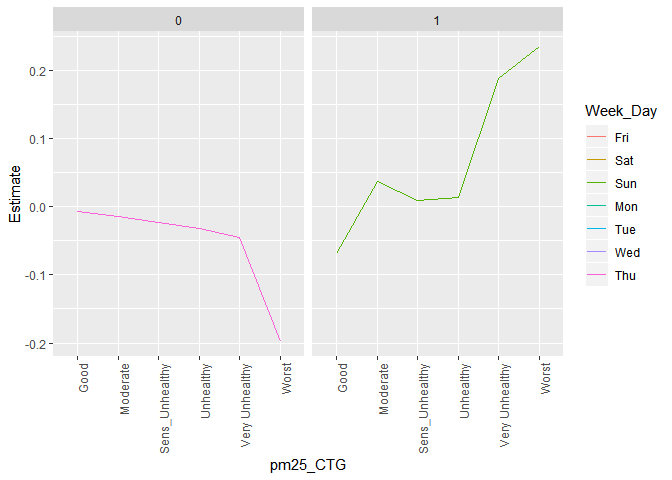 0
1
0.2
0.1
0.0
-0.1
-0.2
Estimate
Good
Moderate
Sens_Unhealthy
Unhealthy
Very Unhealthy
Worst
Good
Moderate
Sens_Unhealthy
Unhealthy
Very Unhealthy
Worst
pm25_CTG
Week_Day
Fri
Sat
Sun
Mon
Tue
Wed
Thu